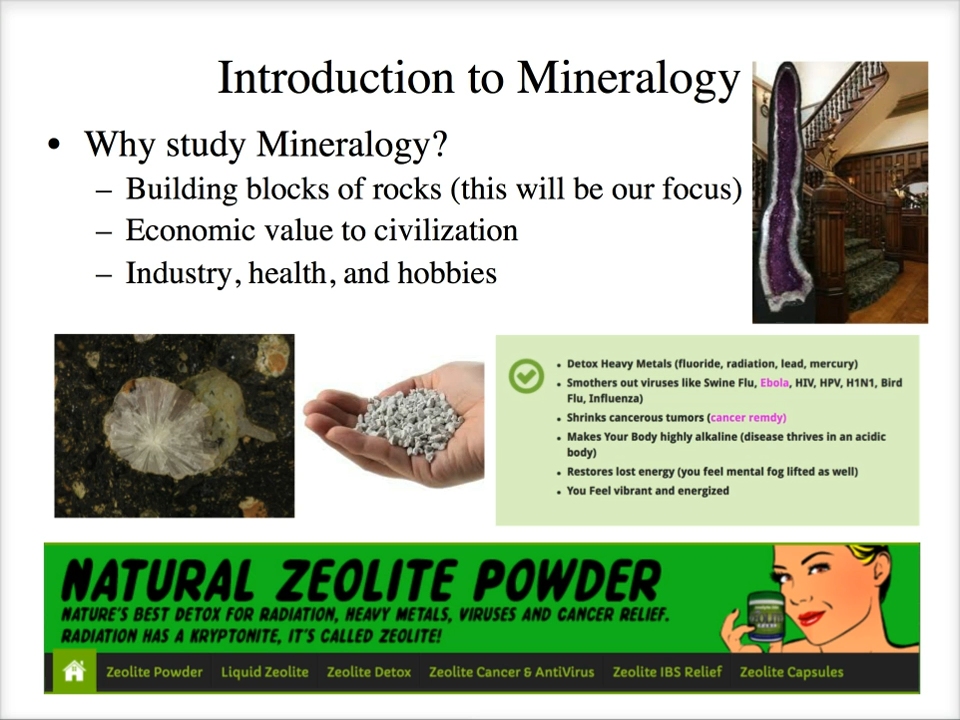 Introduction to Mineralogy
• Why study Mineralogy?
– Building blocks of rocks (this will be our focus)
– Economic value to civilization
– Industry, health, and hobbies
• Detox Heavy Metals (fluoride, radiation, lead, mercury)
• Smothers out viruses like Swine Flu, Ebola, HIV, HPV, H1N1, Bird
Flu, Influenza)
• Shrinks cancerous tumors (cancer remdy)
• Makes Your Body highly alkaline (disease thrives in an acidic
body)
• Restores lost energy (you feel mental fog lifted as well)
• You Feel vibrant and energized
NATURAL ZEOLITE POWDER
NATURE'S BEST DETOX FOR RADIATION, HEAVY METALS, VIRUSES AND CANCER RELIEF.
RADIATION HAS A KRYPTONITE, IT'S CALLED ZEOLITE!
Zeolite Powder Liquid Zeolite Zeolite Detox Zeolite Cancer & AntiVirus Zeolite IBS Relief Zeolite Capsules